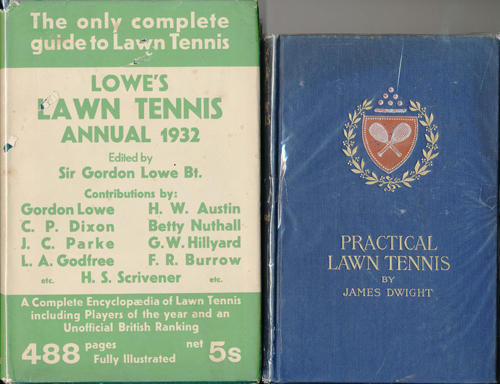 The only complete
guide to Lawn Tennis
LOWE'S
LAWN TENNIS
ANNUAL 1932
Edited by
Sir Gordon Lowe Bt.
Contributions by:
Gordon Lowe H. W. Austin
C. P. Dixon Betty Nuthall
J. C. Parke G. W. Hillyard
L. A. Godfree F. R. Burrow
etc. H. S. Scrivener etc.
A Complete Encyclopædia of Lawn Tennis
including Players of the year and an
Unofficial British Ranking
488 pages Fully Illustrated net 5s
PRACTICAL
LAWN TENNIS
BY
JAMES DWIGHT